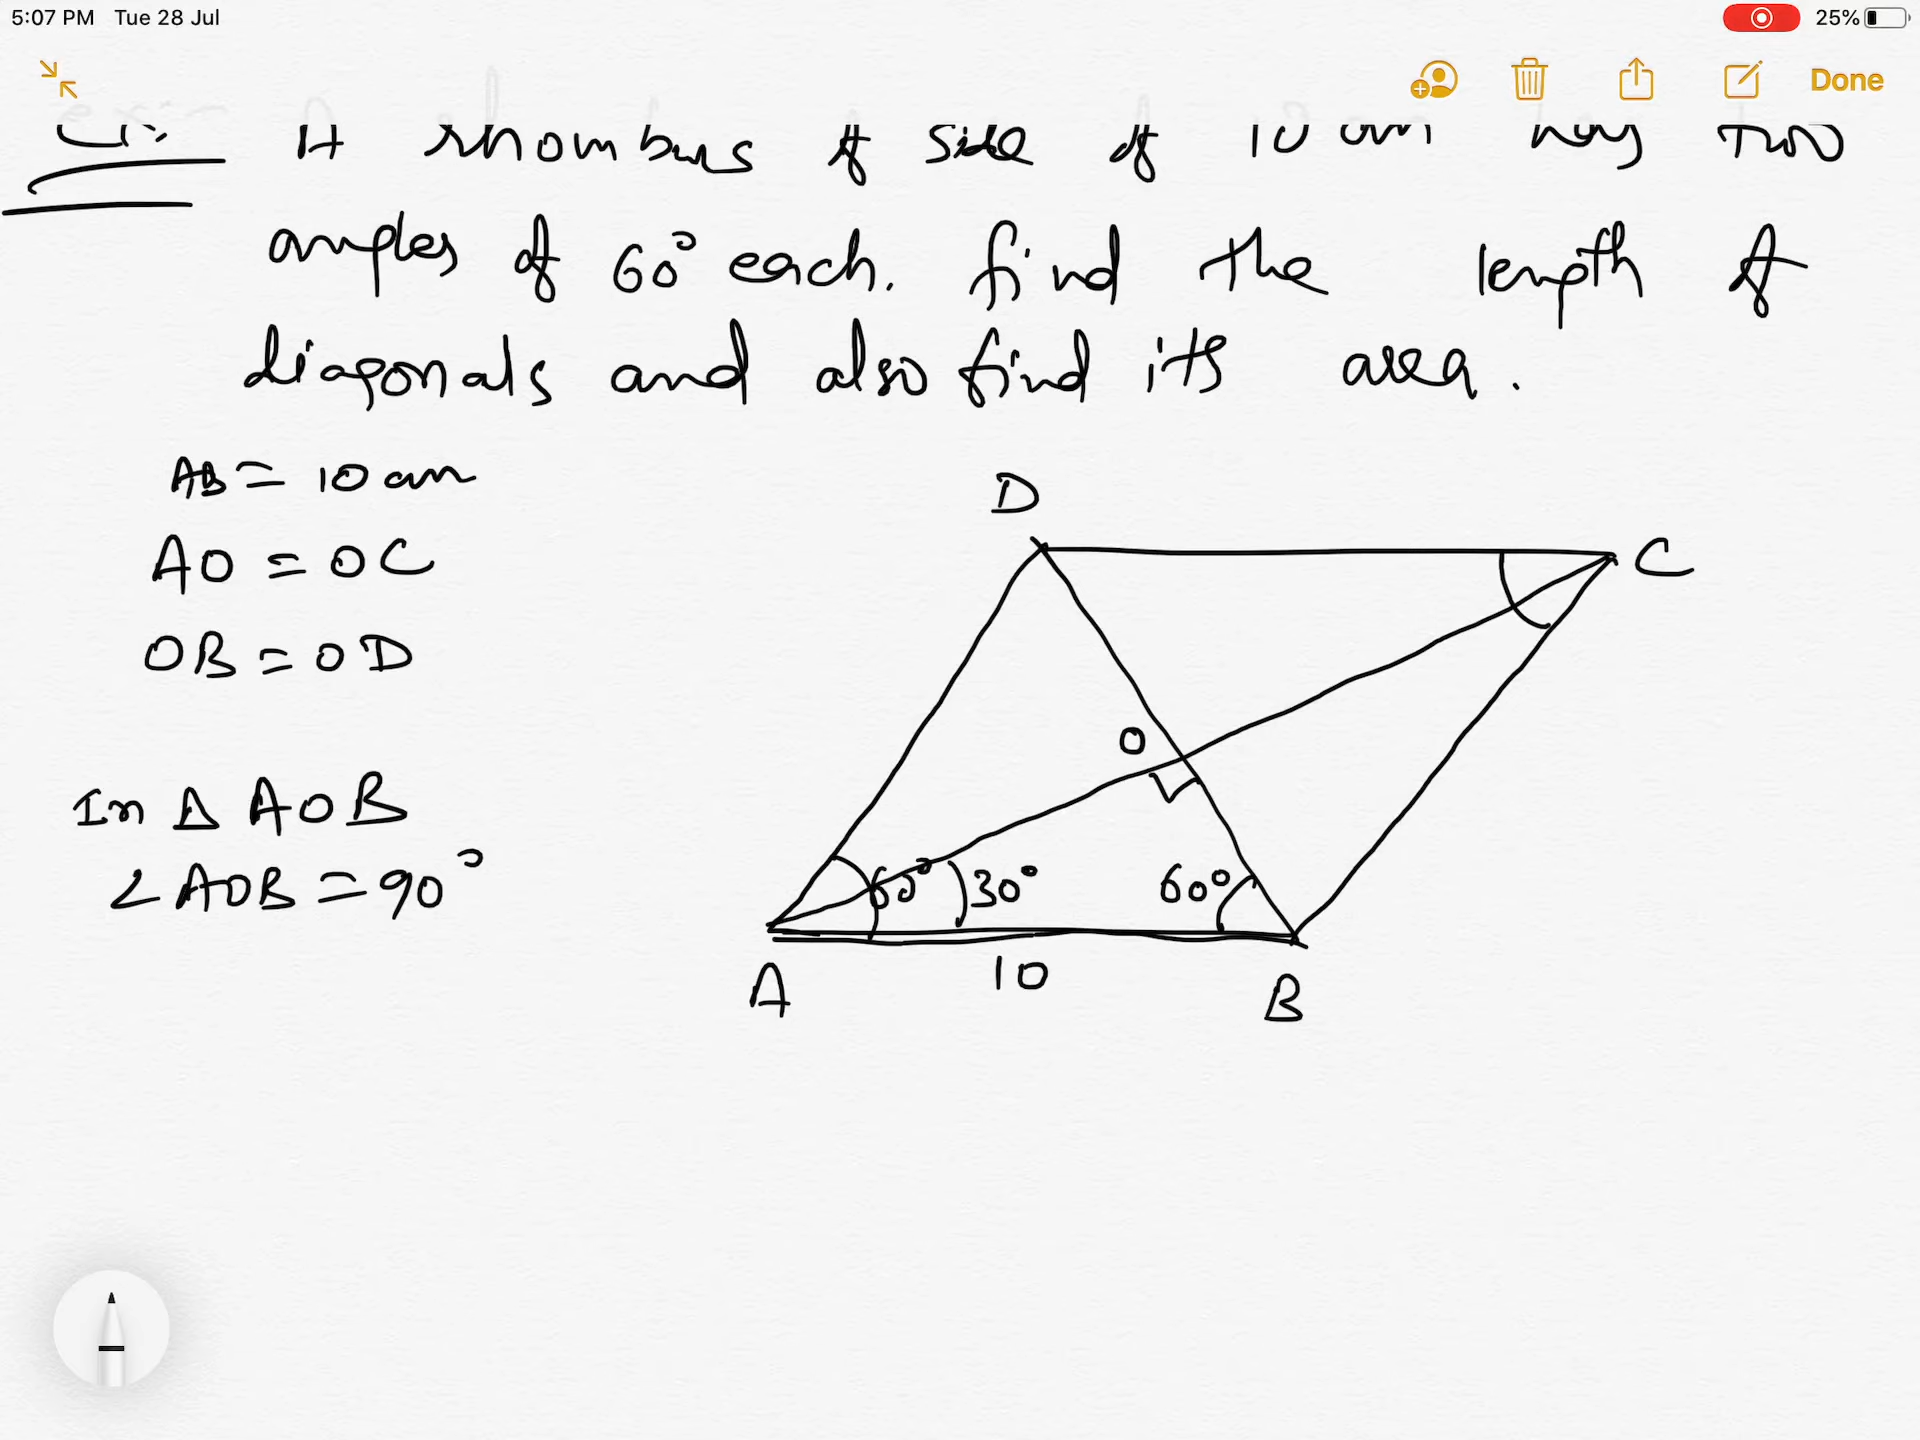 5:07 PM Tue 28 Jul
25%
Done
A rhombus of side of 10 cm has two
angles of 60° each. find the length of
diagonals and also find its area.
AB = 10 cm
AO = OC
OB = OD
In Δ AOB
∠AOB = 90°
D
C
O
60° 30° 60°
10
A B